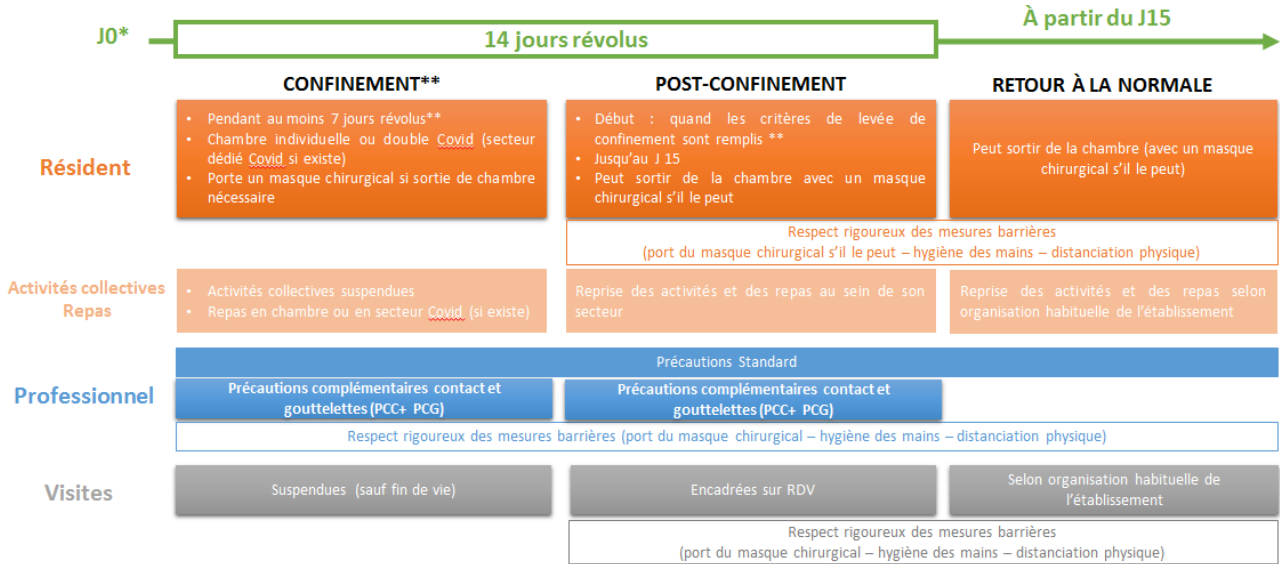 J0*
14 jours révolus
À partir du J15
CONFINEMENT**
POST-CONFINEMENT
RETOUR À LA NORMALE
Résident
• Pendant au moins 7 jours révolus**
• Chambre individuelle ou double Covid (secteur
dédié Covid si existe)
• Porte un masque chirurgical si sortie de chambre
nécessaire
• Début : quand les critères de levée de
confinement sont remplis **
• Jusqu'au J 15
• Peut sortir de la chambre avec un masque
chirurgical s'il le peut
Peut sortir de la chambre (avec un masque
chirurgical s'il le peut)
Respect rigoureux des mesures barrières
(port du masque chirurgical s'il le peut – hygiène des mains – distanciation physique)
Activités collectives
Repas
• Activités collectives suspendues
• Repas en chambre ou en secteur Covid (si existe)
Reprise des activités et des repas au sein de son
secteur
Reprise des activités et des repas selon
organisation habituelle de l'établissement
Professionnel
Précautions Standard
Précautions complémentaires contact et
gouttelettes (PCC+ PCG)
Précautions complémentaires contact et
gouttelettes (PCC+ PCG)
Respect rigoureux des mesures barrières (port du masque chirurgical – hygiène des mains – distanciation physique)
Visites
Suspendues (sauf fin de vie)
Encadrées sur RDV
Selon organisation habituelle de
l'établissement
Respect rigoureux des mesures barrières
(port du masque chirurgical – hygiène des mains – distanciation physique)